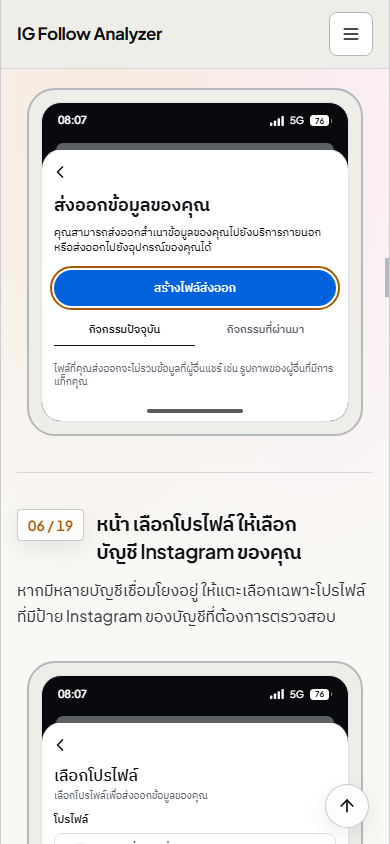 IG Follow Analyzer
08:07
5G
76
ส่งออกข้อมูลของคุณ
คุณสามารถส่งออกสำเนาข้อมูลของคุณไปยังบริการภายนอก
หรือส่งออกไปยังอุปกรณ์ของคุณได้
สร้างไฟล์ส่งออก
กิจกรรมปัจจุบัน
กิจกรรมที่ผ่านมา
ไฟล์ที่คุณส่งออกจะไม่รวมข้อมูลที่ผู้อื่นแชร์ เช่น รูปภาพของผู้อื่นที่มีการ
แท็กคุณ
06 / 19
หน้า เลือกโปรไฟล์ ให้เลือก
บัญชี Instagram ของคุณ
หากมีหลายบัญชีเชื่อมโยงอยู่ ให้แตะเลือกเฉพาะโปรไฟล์
ที่มีป้าย Instagram ของบัญชีที่ต้องการตรวจสอบ
08:07
5G
76
เลือกโปรไฟล์
เลือกโปรไฟล์เพื่อส่งออกข้อมูลของคุณ
โปรไฟล์